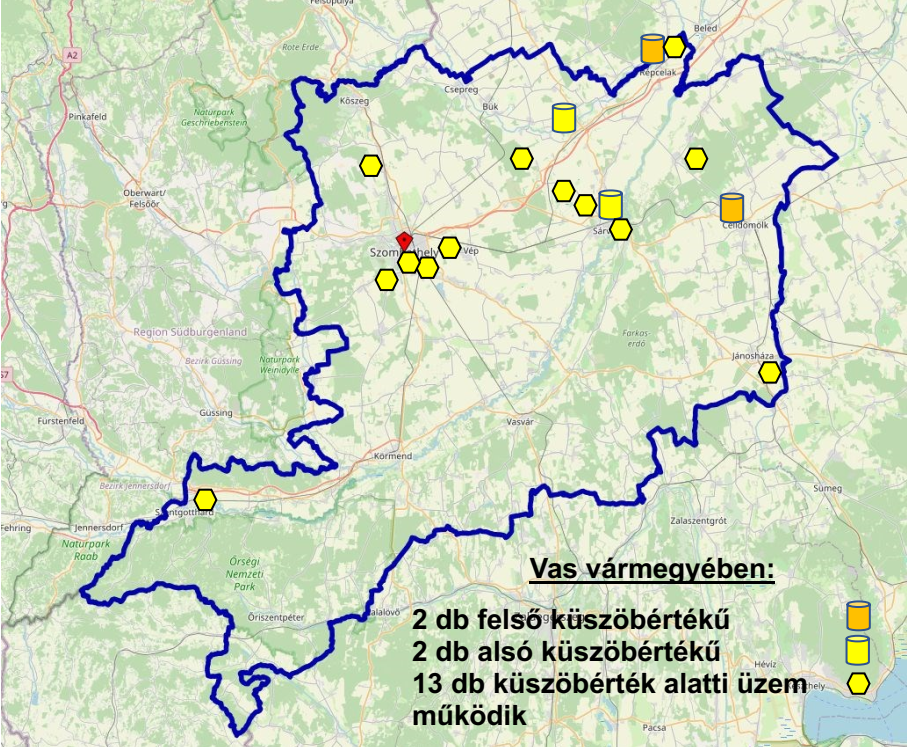 Felsőpulya
Beled
A2
Rote Erde
Répcelak
Csepreg
Kőszeg
Bük
Pinkafeld
Naturpark
Geschriebenstein
Oberwart/
Felsőőr
Celldömölk
Vép
Region Südburgenland
Farkas-
erdő
Bezirk Güssing
Naturpark
Weinidylle
Jánosháza
S7
Güssing
Fürstenfeld
Vasvár
Körmend
Bezirk Jennersdorf
Sümeg
Szentgotthárd
Fehring
Jennersdorf
Zalaszentgrót
Naturpark
Raab
Őrségi
Nemzeti
Park
Vas vármegyében:
Őriszentpéter
Zalalövő
2 db felső küszöbértékű
2 db alsó küszöbértékű
Hévíz
13 db küszöbérték alatti üzem
működik
Pacsa